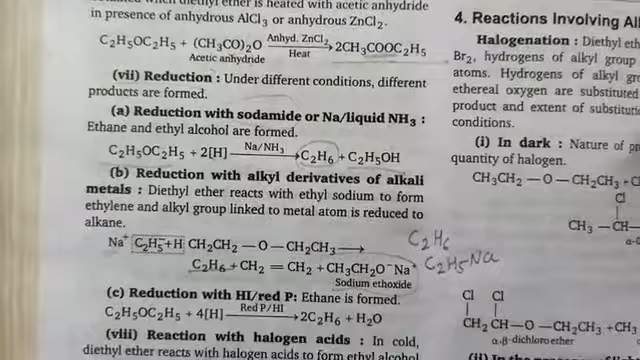 obtained when diethyl ether is heated with acetic anhydride
in presence of anhydrous AlCl3 or anhydrous ZnCl2.
C2H5OC2H5 + (CH3CO)2O Anhyd. ZnCl2 Heat → 2CH3COOC2H5
Acetic anhydride
(vii) Reduction : Under different conditions, different
products are formed.
(a) Reduction with sodamide or Na/liquid NH3 :
Ethane and ethyl alcohol are formed.
C2H5OC2H5 + 2[H] Na/NH3 → C2H6 + C2H5OH
(b) Reduction with alkyl derivatives of alkali
metals : Diethyl ether reacts with ethyl sodium to form
ethylene and alkyl group linked to metal atom is reduced to
alkane.
Na+ C2H5− + H CH2CH2 — O — CH2CH3 ⟶
C2H6
C2H6 + CH2 = CH2 + CH3CH2O−Na+
C2H5Na
Sodium ethoxide
(c) Reduction with HI/red P: Ethane is formed.
C2H5OC2H5 + 4[H] Red P/HI → 2C2H6 + H2O
(viii) Reaction with halogen acids : In cold,
diethyl ether reacts with halogen acids to form ethyl alcohol
4. Reactions Involving
Halogenation : Diethyl
Br2, hydrogens of alkyl group
atoms. Hydrogens of alkyl
ethereal oxygen are substituted
product and extent of
conditions.
(i) In dark : Nature of
quantity of halogen.
CH3CH2 — O — CH2CH3 +
Cl
|
CH3 — CH—
Cl Cl
| |
CH2 CH—O —CH2CH3 + CH3
α,β-dichloro ether